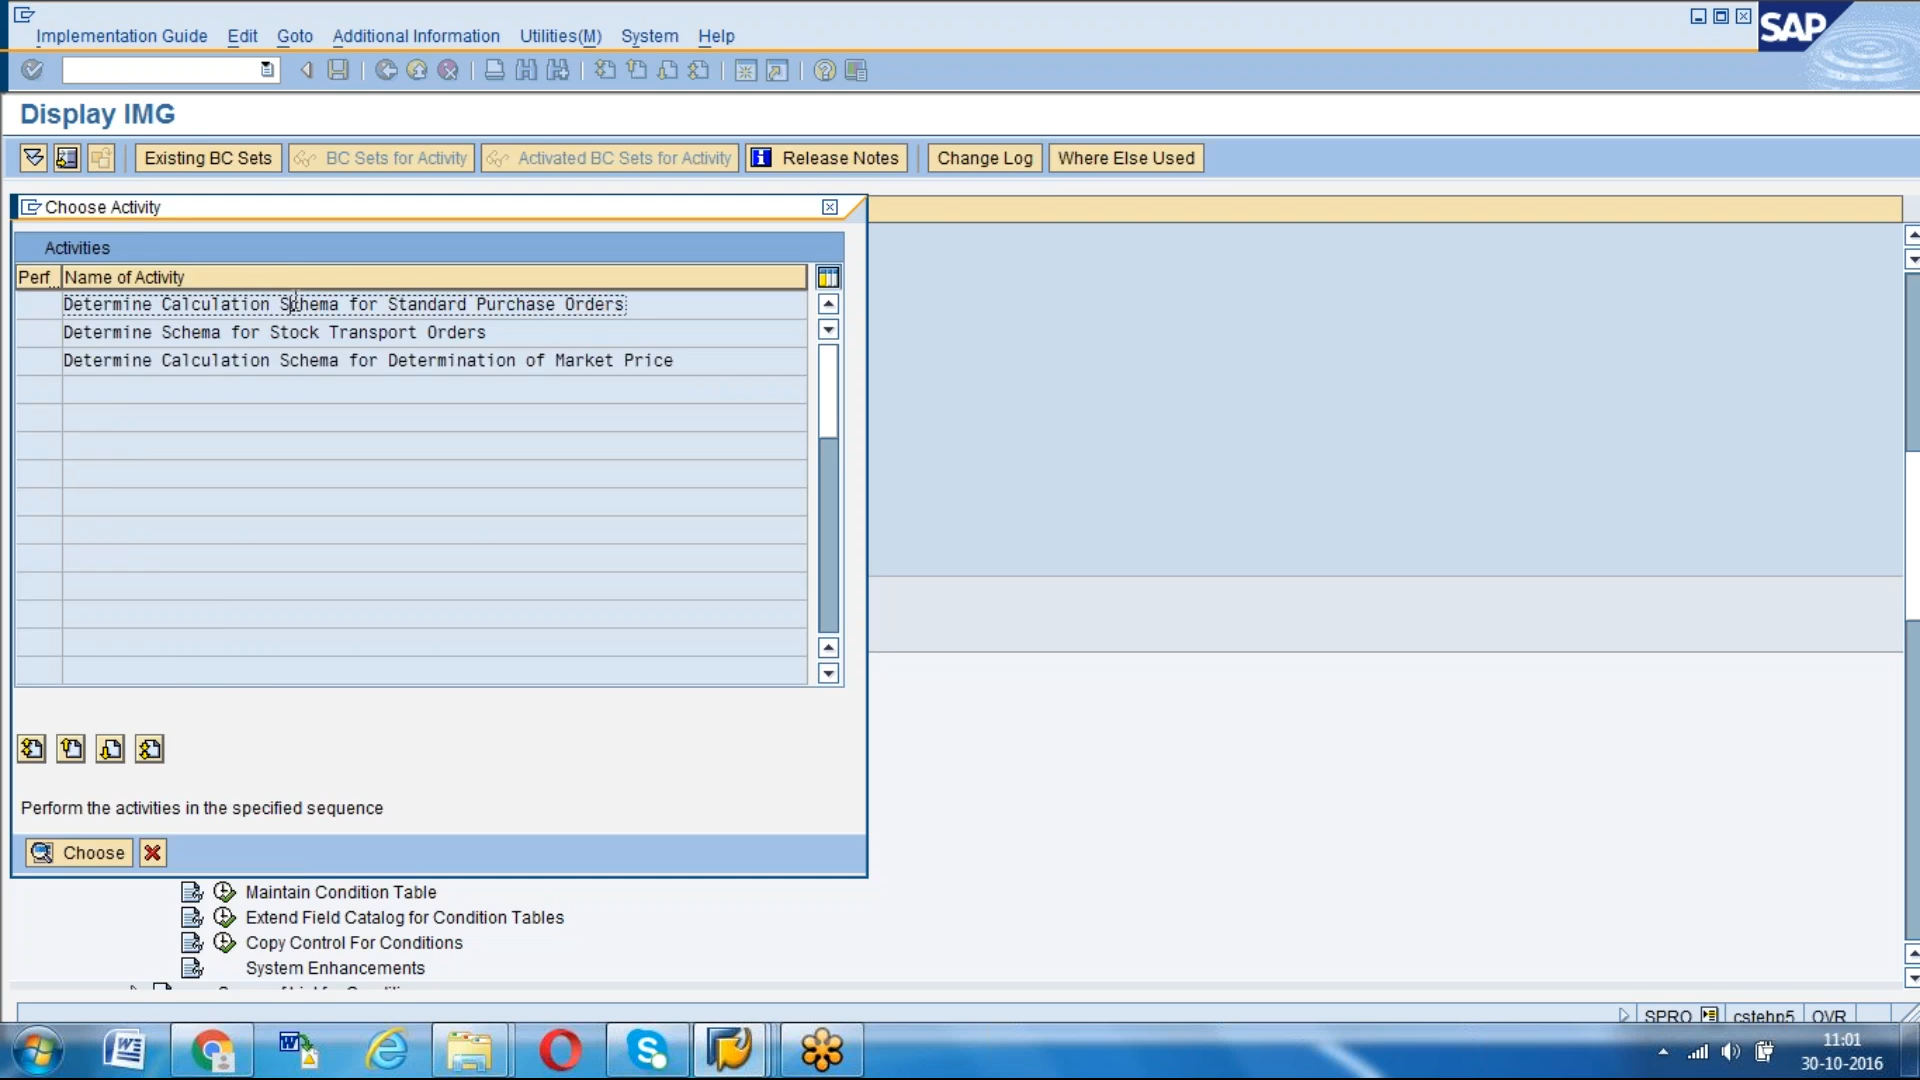 Implementation Guide Edit Goto Additional Information Utilities(M) System Help
SAP
Display IMG
Existing BC Sets BC Sets for Activity Activated BC Sets for Activity Release Notes Change Log Where Else Used
Choose Activity
Activities
Perf... Name of Activity
Determine Calculation Schema for Standard Purchase Orders
Determine Schema for Stock Transport Orders
Determine Calculation Schema for Determination of Market Price
Perform the activities in the specified sequence
Choose
Maintain Condition Table
Extend Field Catalog for Condition Tables
Copy Control For Conditions
System Enhancements
SPRO cstehp5 OVR
11:01
30-10-2016